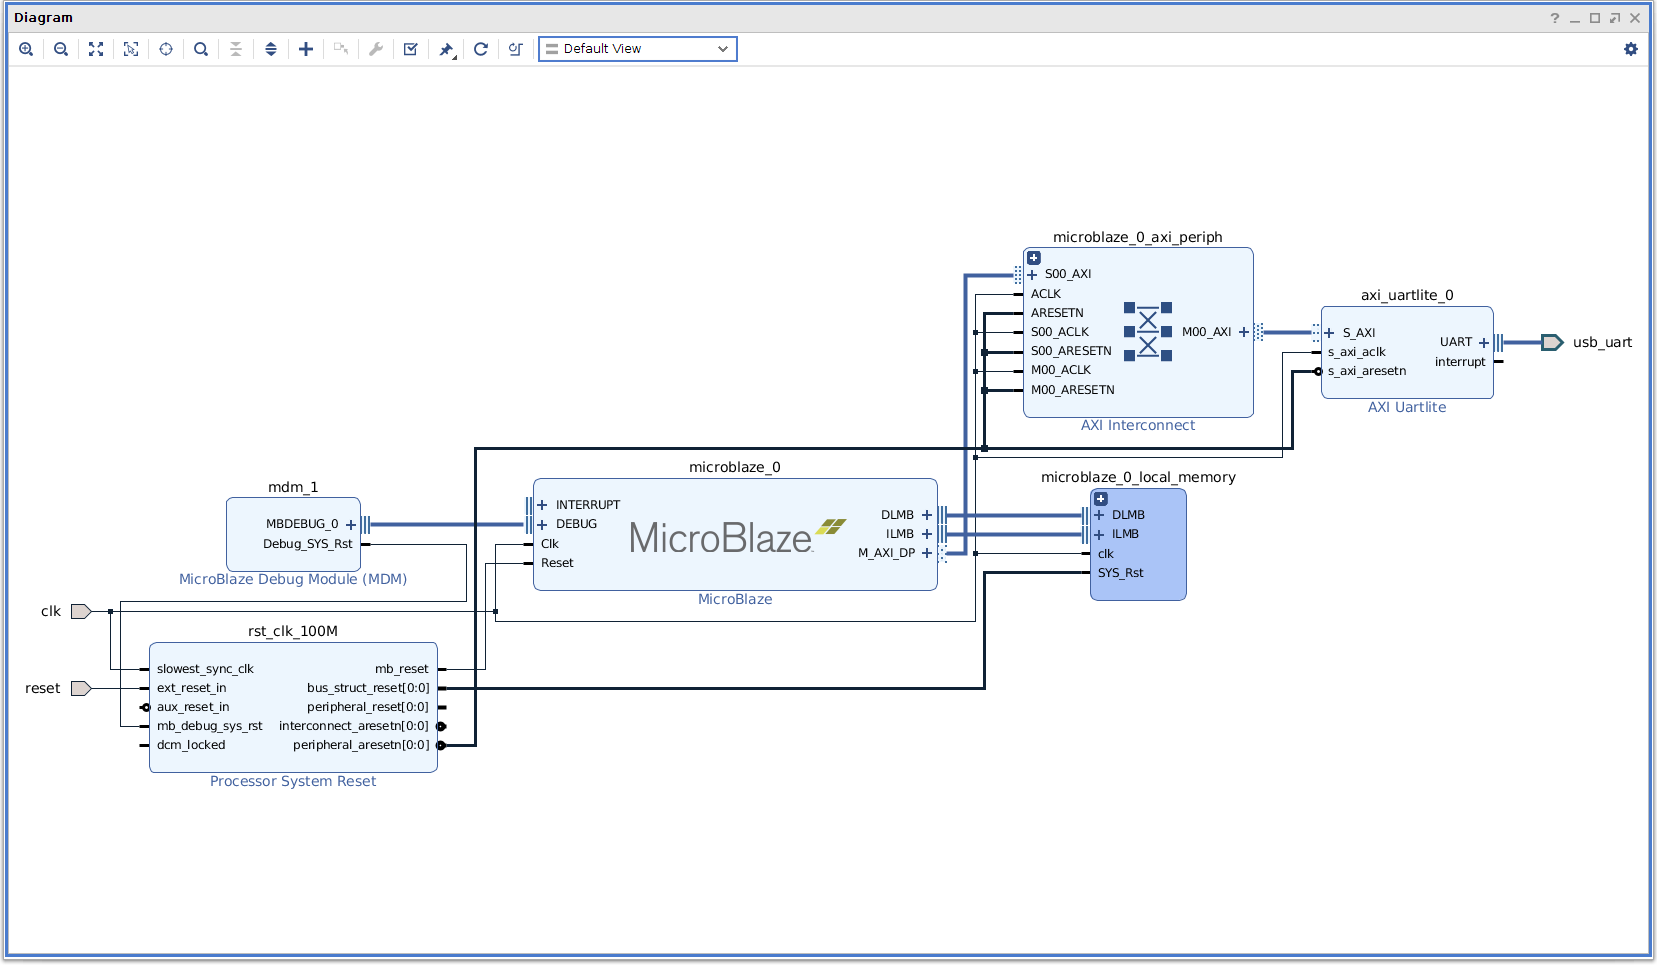 Diagram
Default View
microblaze_0_axi_periph
S00_AXI
ACLK
ARESETN
S00_ACLK
S00_ARESETN
M00_ACLK
M00_ARESETN
M00_AXI
AXI Interconnect
axi_uartlite_0
S_AXI
s_axi_aclk
s_axi_aresetn
UART
interrupt
AXI Uartlite
usb_uart
mdm_1
MBDEBUG_0
Debug_SYS_Rst
MicroBlaze Debug Module (MDM)
microblaze_0
INTERRUPT
DEBUG
Clk
Reset
MicroBlaze
DLMB
ILMB
M_AXI_DP
MicroBlaze
microblaze_0_local_memory
DLMB
ILMB
clk
SYS_Rst
clk
reset
rst_clk_100M
slowest_sync_clk
ext_reset_in
aux_reset_in
mb_debug_sys_rst
dcm_locked
mb_reset
bus_struct_reset[0:0]
peripheral_reset[0:0]
interconnect_aresetn[0:0]
peripheral_aresetn[0:0]
Processor System Reset